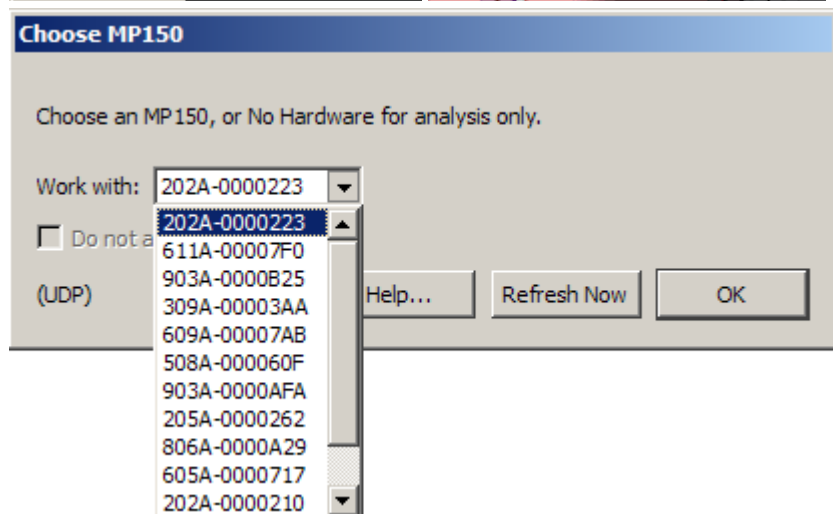 Choose MP150
Choose an MP150, or No Hardware for analysis only.
Work with: 202A-0000223
Do not a
202A-0000223
611A-00007F0
903A-0000B25
(UDP) Help... Refresh Now OK
309A-00003AA
609A-00007AB
508A-000060F
903A-0000AFA
205A-0000262
806A-0000A29
605A-0000717
202A-0000210